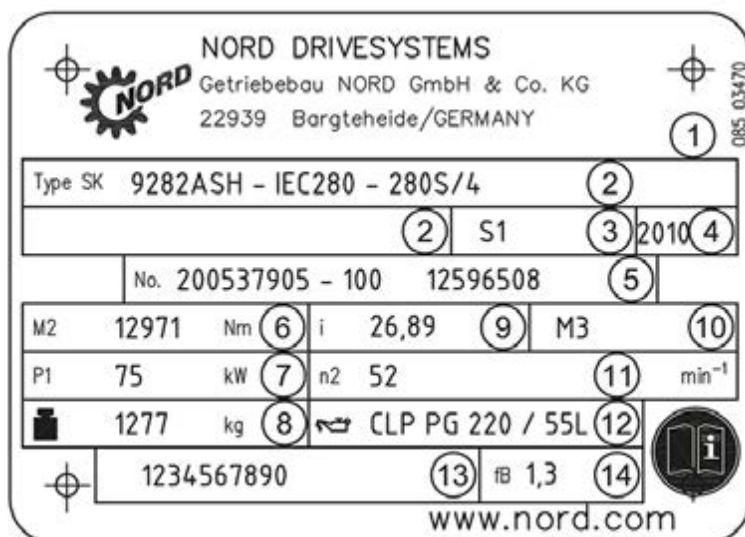 NORD DRIVESYSTEMS
NORD
Getriebebau NORD GmbH & Co. KG
22939 Bargteheide/GERMANY
085 03470
1
Type SK 9282ASH - IEC280 - 280S/4 2
2 S1 3 2010 4
No. 200537905 - 100 12596508 5
M2 12971 Nm 6 i 26,89 9 M3 10
P1 75 kW 7 n2 52 11 min⁻¹
1277 kg 8 CLP PG 220 / 55L 12
i
1234567890 13 fB 1,3 14
www.nord.com